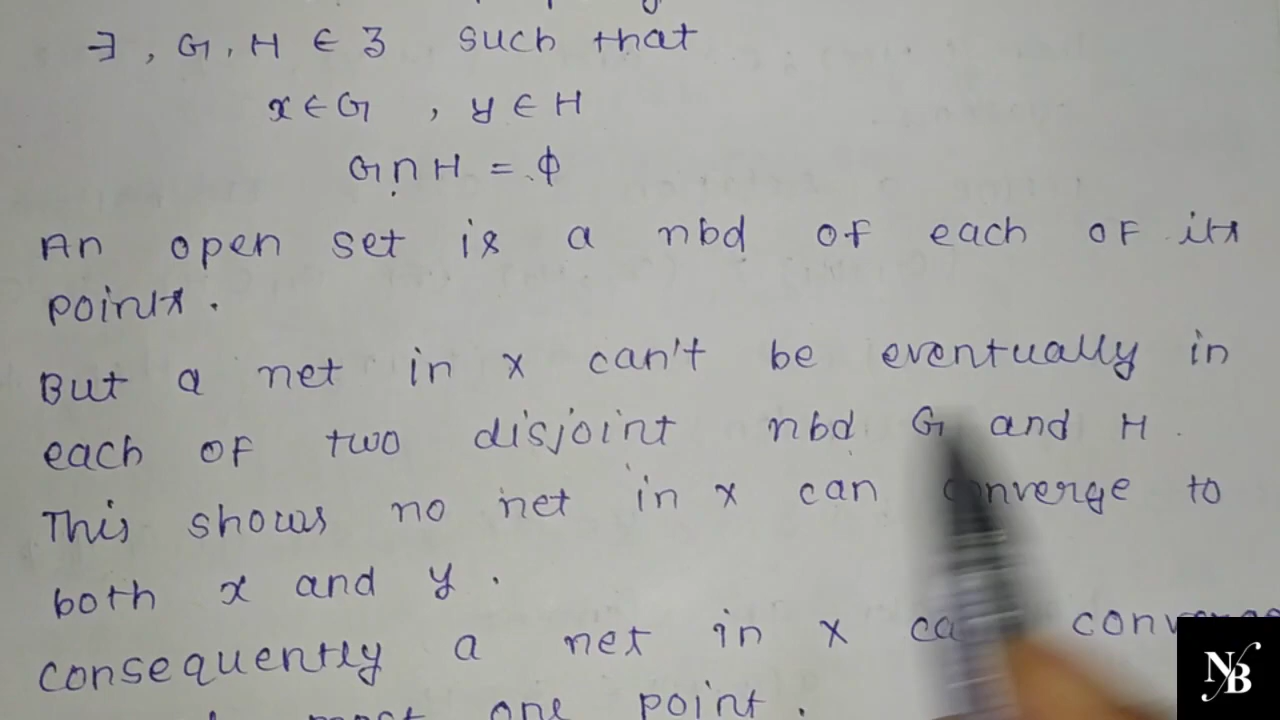 ∃, G, H ∈ ℑ such that
x ∈ G , y ∈ H
G ∩ H = ϕ
An open set is a nbd of each of its
points.
But a net in X can't be eventually in
each of two disjoint nbd G and H.
This shows no net in X can converge to
both x and y.
consequently a net in X
most one point.
NB